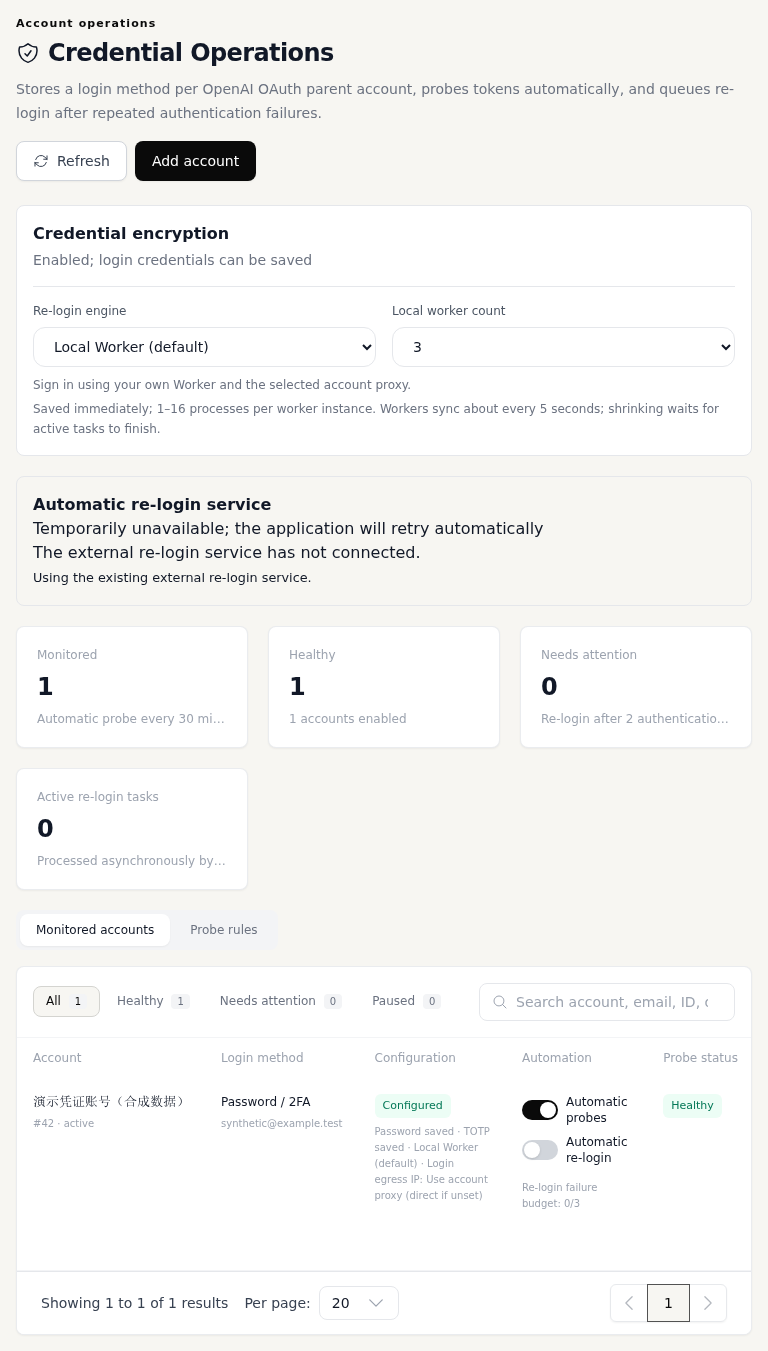 Account operations
Credential Operations
Stores a login method per OpenAI OAuth parent account, probes tokens automatically, and queues re-
login after repeated authentication failures.
Refresh
Add account
Credential encryption
Enabled; login credentials can be saved
Re-login engine
Local worker count
Local Worker (default)
3
Sign in using your own Worker and the selected account proxy.
Saved immediately; 1–16 processes per worker instance. Workers sync about every 5 seconds; shrinking waits for
active tasks to finish.
Automatic re-login service
Temporarily unavailable; the application will retry automatically
The external re-login service has not connected.
Using the existing external re-login service.
Monitored
1
Automatic probe every 30 mi...
Healthy
1
1 accounts enabled
Needs attention
0
Re-login after 2 authenticatio...
Active re-login tasks
0
Processed asynchronously by...
Monitored accounts
Probe rules
All 1
Healthy 1
Needs attention 0
Paused 0
Search account, email, ID, 
Account
Login method
Configuration
Automation
Probe status
演示凭证账号（合成数据）
#42 · active
Password / 2FA
synthetic@example.test
Configured
Password saved · TOTP
saved · Local Worker
(default) · Login
egress IP: Use account
proxy (direct if unset)
Automatic
probes
Automatic
re-login
Re-login failure
budget: 0/3
Healthy
Showing 1 to 1 of 1 results
Per page:
20
1